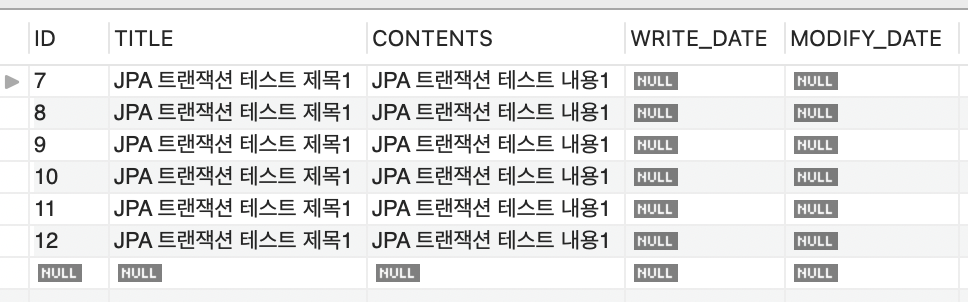 ID TITLE CONTENTS WRITE_DATE MODIFY_DATE
7 JPA 트랜잭션 테스트 제목1 JPA 트랜잭션 테스트 내용1 NULL NULL
8 JPA 트랜잭션 테스트 제목1 JPA 트랜잭션 테스트 내용1 NULL NULL
9 JPA 트랜잭션 테스트 제목1 JPA 트랜잭션 테스트 내용1 NULL NULL
10 JPA 트랜잭션 테스트 제목1 JPA 트랜잭션 테스트 내용1 NULL NULL
11 JPA 트랜잭션 테스트 제목1 JPA 트랜잭션 테스트 내용1 NULL NULL
12 JPA 트랜잭션 테스트 제목1 JPA 트랜잭션 테스트 내용1 NULL NULL
NULL NULL NULL NULL NULL